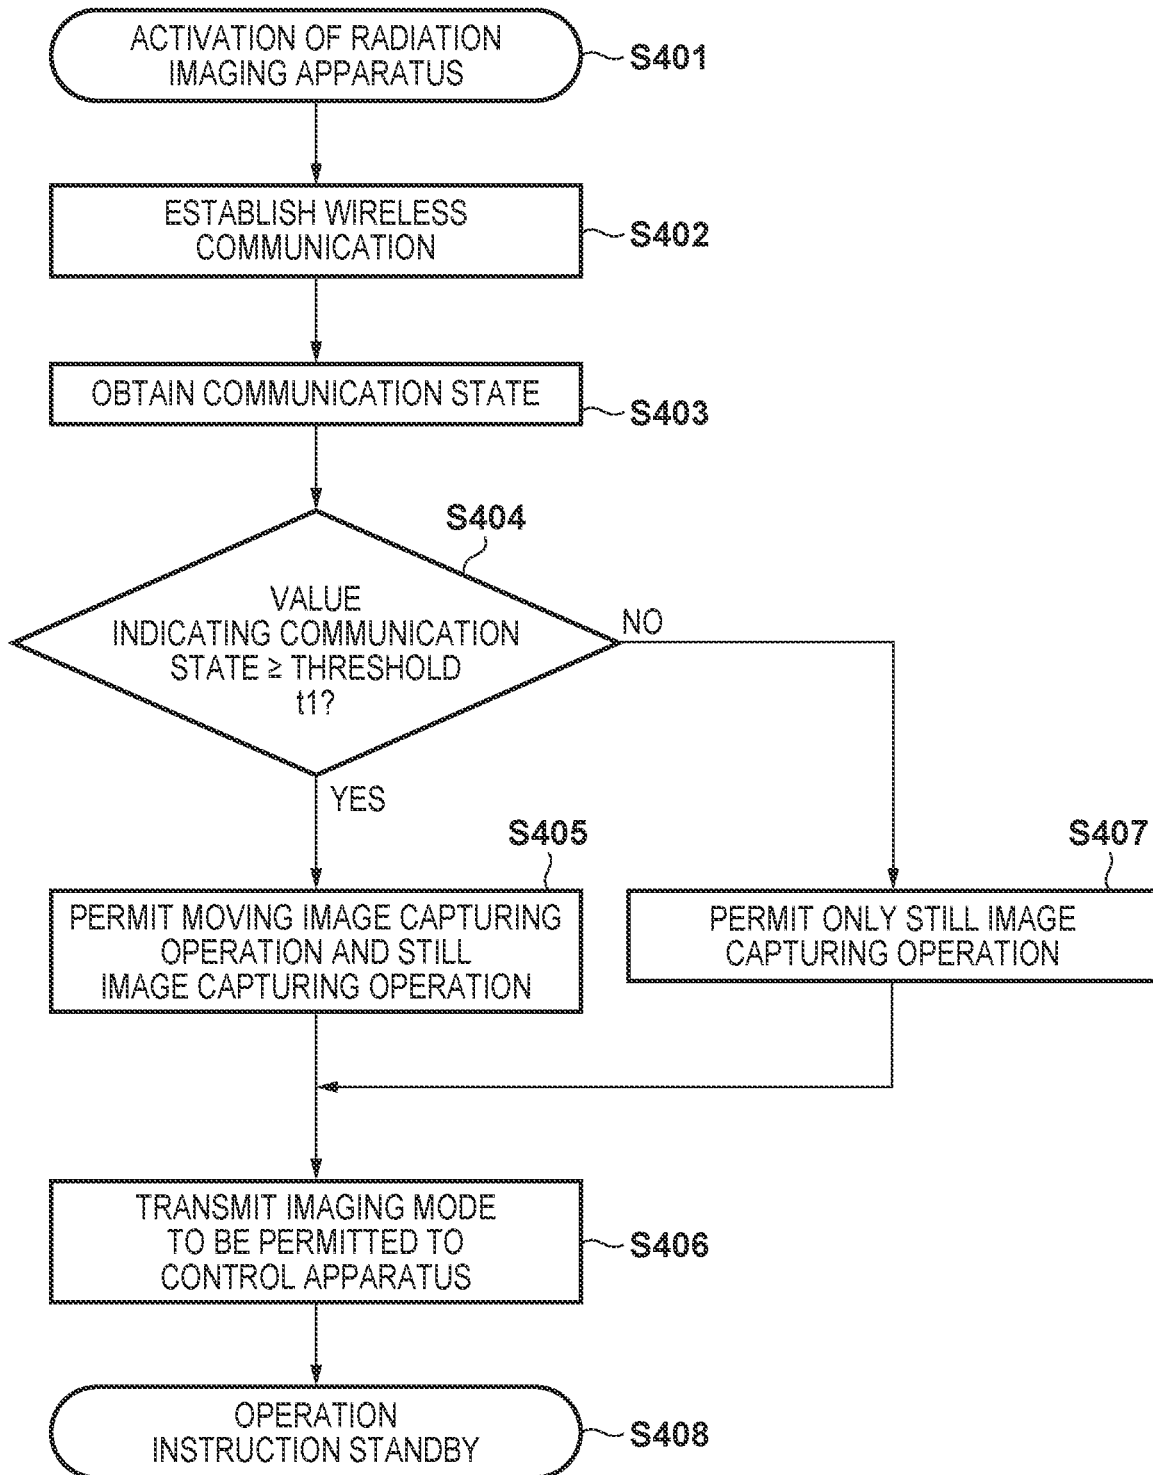 ACTIVATION OF RADIATION
IMAGING APPARATUS
S401
ESTABLISH WIRELESS
COMMUNICATION
S402
OBTAIN COMMUNICATION STATE
S403
S404
VALUE
INDICATING COMMUNICATION
STATE ≥ THRESHOLD
t1?
NO
YES
S405
PERMIT MOVING IMAGE CAPTURING
OPERATION AND STILL
IMAGE CAPTURING OPERATION
S407
PERMIT ONLY STILL IMAGE
CAPTURING OPERATION
TRANSMIT IMAGING MODE
TO BE PERMITTED TO
CONTROL APPARATUS
S406
OPERATION
INSTRUCTION STANDBY
S408